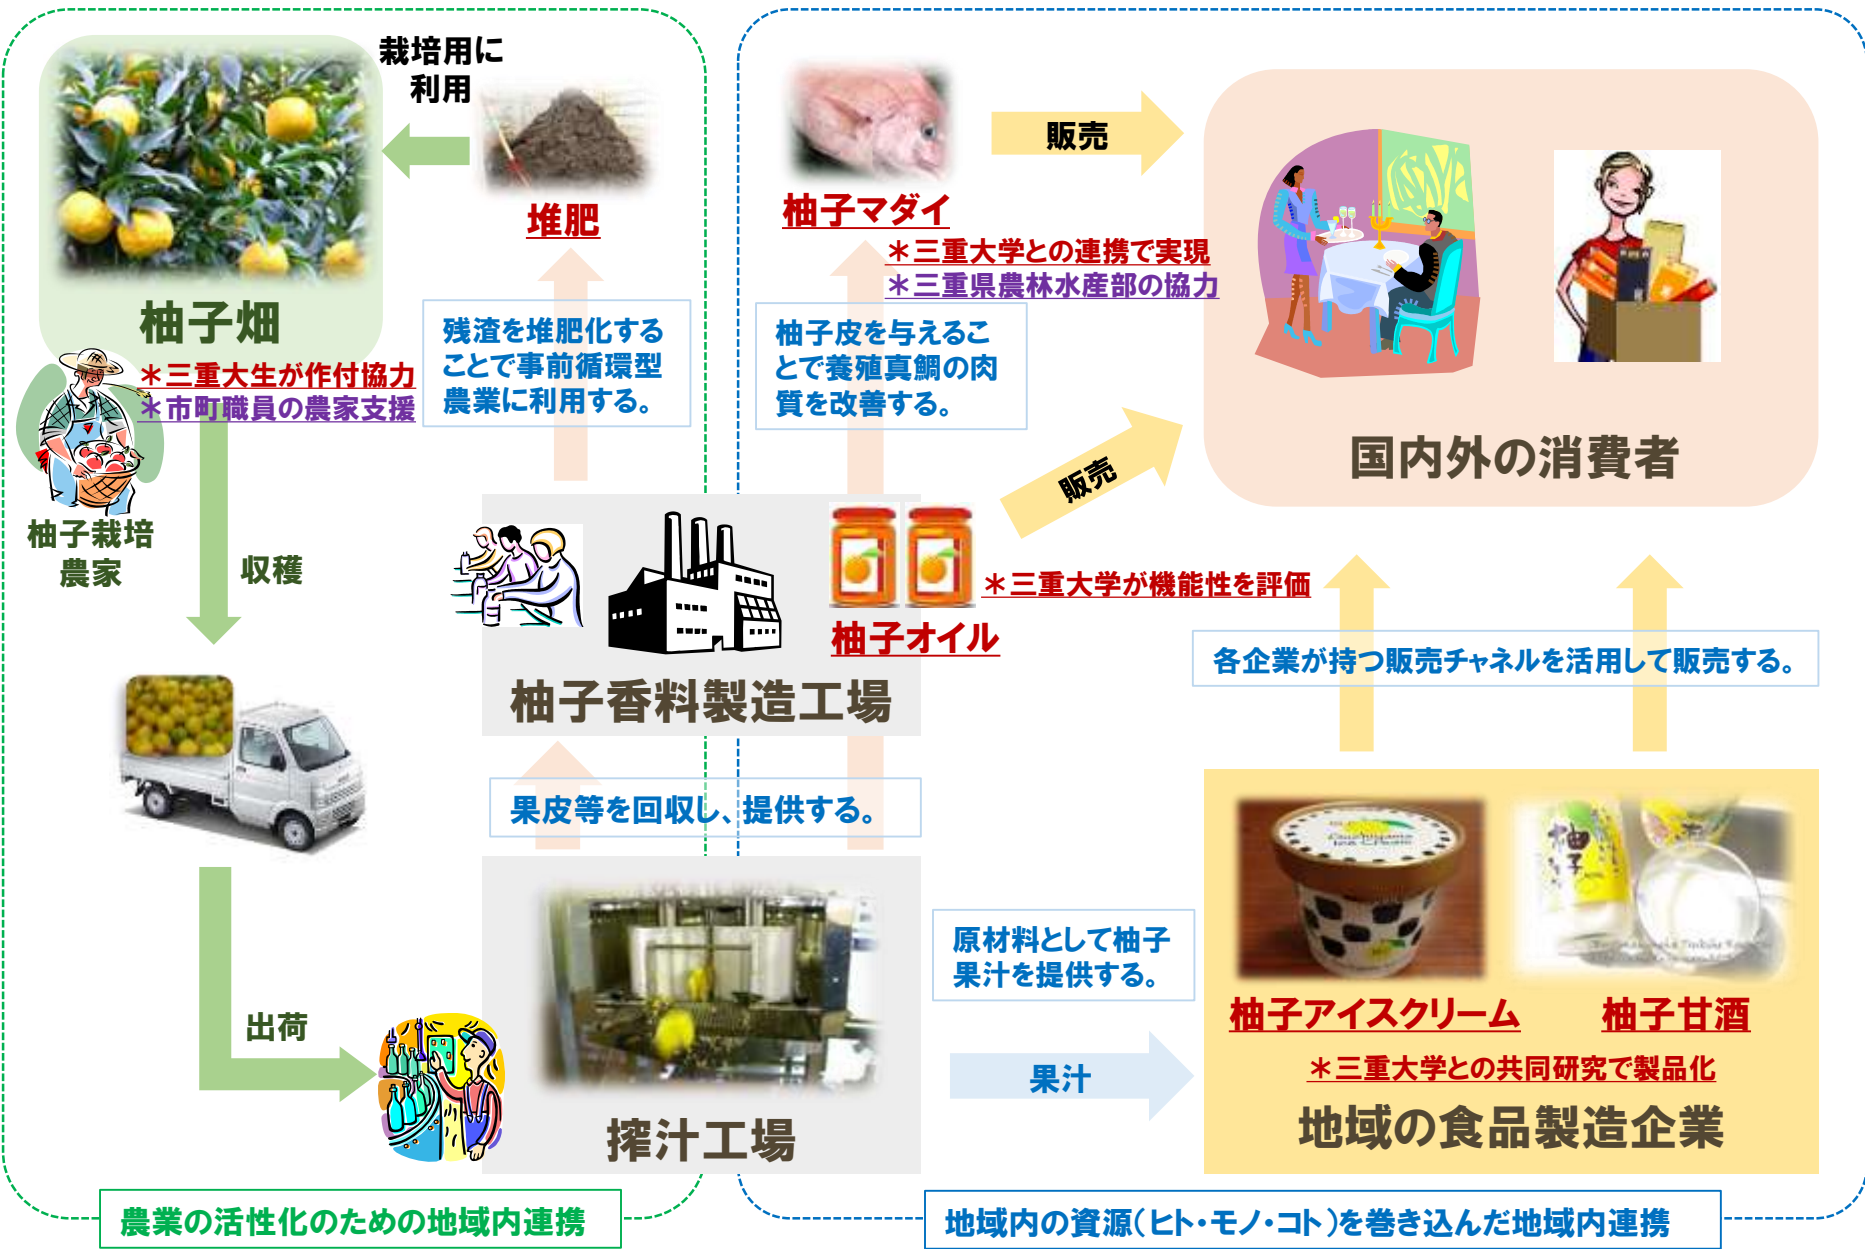 栽培用に
利用
堆肥
柚子畑
＊三重大生が作付協力
＊市町職員の農家支援
柚子栽培
農家
収穫
出荷
残渣を堆肥化する
ことで事前循環型
農業に利用する。
柚子マダイ
＊三重大学との連携で実現
＊三重県農林水産部の協力
柚子皮を与えるこ
とで養殖真鯛の肉
質を改善する。
販売
販売
国内外の消費者
柚子オイル
＊三重大学が機能性を評価
柚子香料製造工場
果皮等を回収し、提供する。
搾汁工場
各企業が持つ販売チャネルを活用して販売する。
原材料として柚子
果汁を提供する。
果汁
Ice Cream
柚子
柚子アイスクリーム
柚子甘酒
＊三重大学との共同研究で製品化
地域の食品製造企業
農業の活性化のための地域内連携
地域内の資源（ヒト・モノ・コト）を巻き込んだ地域内連携